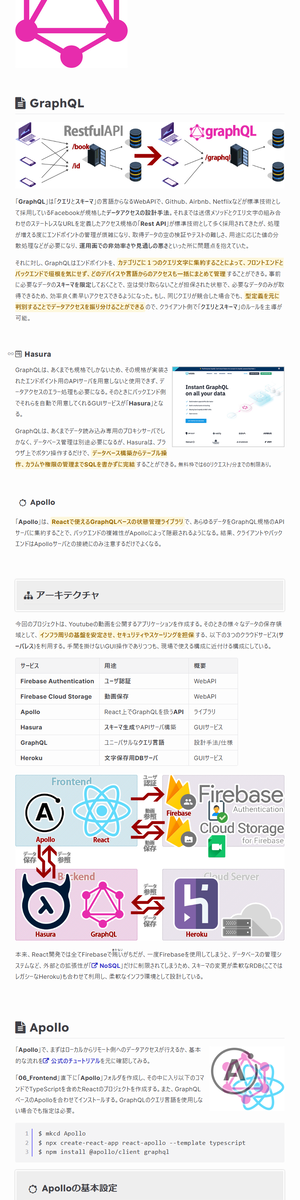 GraphQL
RestfulAPI
/book
/id
graphQL
/graphql
「GraphQL」は「クエリとスキーマ」の言語からなるWebAPIで、Github、Airbnb、Netflixなどが標準技術とし
て採用しているFacebookが規格したデータアクセスの設計手法。それまでは送信メソッドとクエリ文字の組み合
わせのステートレスなURLを定義したアクセス規格の「Rest API」が標準技術として多く採用されてきたが、処理
が増える度にエンドポイントの管理が煩雑になり、取得データの型の検証やテストの難しさ、用途に応じた値の分
散処理などが必要になり、運用面での非効率さや見通しの悪さといった所に問題点を抱えていた。
それに対し、GraphQLはエンドポイントを、カテゴリごとに１つのクエリ文字に集約することによって、フロントエンドと
バックエンドで垣根を気にせず、どのデバイスや言語からのアクセスも一括にまとめて管理することができる。事前
に必要なデータのスキーマを限定しておくことで、空は受け取らないことが担保された状態で、必要なデータのみが取
得できるため、効率良く素早いアクセスできるようになった。もし、同じクエリが競合した場合でも、型定義を元に
判別することでデータアクセスを振り分けることができるので、クライアント側で「クエリとスキーマ」のルールを主導が
可能。
Hasura
GraphQLは、あくまでも規格でしかないため、その規格が実装さ
れたエンドポイント用のAPIサーバを用意しないと使用できず、デ
ータアクセスのエラー処理も必要になる。そのときにバックエンド側
でそれらを自動で用意してくれるGUIサービスが「Hasura」とな
る。
GraphQLは、あくまでデータ読み込み専用のプロキシサーバでし
かなく、データベース管理は別途必要になるが、Hasuraは、ブラ
ウザ上でボタン操作するだけで、データベース構築からテーブル操
作、カラムや権限の管理までSQLを書かずに完結することができる。無料枠では60リクエスト/分までの制限あり。
Instant GraphQL
on all your data
Apollo
「Apollo」は、Reactで使えるGraphQLベースの状態管理ライブラリで、あらゆるデータをGraphQL規格のAPI
サーバに集約することで、バックエンドの複雑性がApolloによって隠蔽されるようになる。結果、クライアントやバック
エンドはApolloサーバとの接続にのみ注意するだけでよくなる。
アーキテクチャ
今回のプロジェクトは、Youtubeの動画を公開するアプリケーションを作成する。そのときの様々なデータの保存領
域として、インフラ周りの基盤を安定させ、セキュリティやスケーリングを担保する、以下の3つのクラウドサービス(サ
ーバレス)を利用する。手間を掛けないGUI操作でありつつも、現場で使える構成に近付ける構成にしている。
サービス 用途 概要
Firebase Authentication ユーザ認証 WebAPI
Firebase Cloud Storage 動画保存 WebAPI
Apollo React上でGraphQLを扱うAPI ライブラリ
Hasura スキーマ生成やAPIサーバ構築 GUIサービス
GraphQL ユニバーサルなクエリ言語 設計手法/仕様
Heroku 文字保存用DBサーバ GUIサービス
Frontend
Apollo
React
ユーザ
認証
動画
参照
動画
保存
Firebase
Firebase
Authentication
Cloud Storage
for Firebase
データ
保存
データ
参照
Backend
Hasura
GraphQL
データ
参照
データ
保存
Cloud Server
Heroku
本来、React開発では全てFirebaseで賄いがちだが、一度Firebaseを使用してしまうと、データベースの管理シ
ステムなど、外部との拡張性が「NoSQL」だけに制限されてしまうため、スキーマの変更が柔軟なRDB(ここでは
レガシーなHeroku)も合わせて利用し、柔軟なインフラ環境として設計している。
Apollo
「Apollo」で、まずはローカルからリモート側へのデータアクセスが行えるか、基本
的な流れを公式のチュートリアルを元に確認してみる。
「06_Frontend」直下に「Apollo」フォルダを作成し、その中に入り以下のコマ
ンドでTypeScriptを含めたReactのプロジェクトを作成する。また、GraphQL
ベースのApolloを合わせてインストールする。GraphQLのクエリ言語を使用しな
い場合でも指定は必要。
1 $ mkcd Apollo
2 $ npx create-react-app react-apollo --template typescript
3 $ npm install @apollo/client graphql
Apolloの基本設定